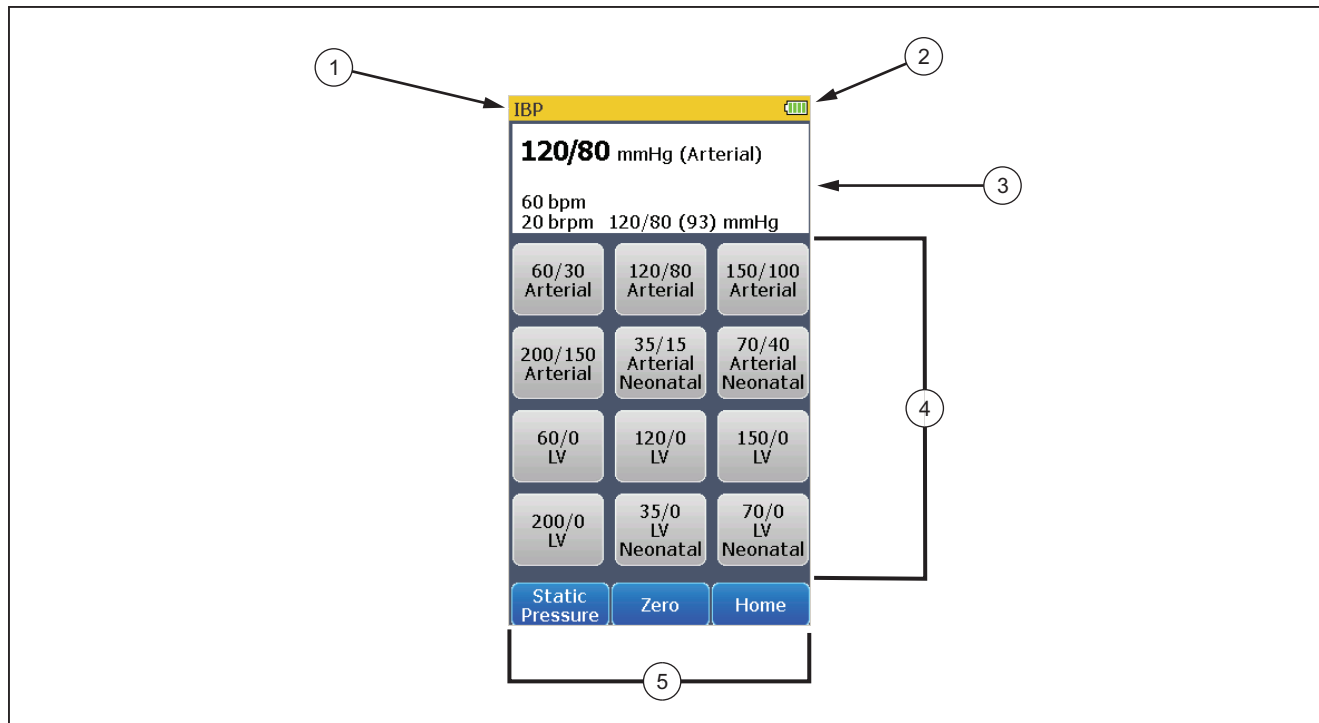 1
2
IBP
120/80 mmHg (Arterial)
3
60 bpm
20 brpm 120/80 (93) mmHg
60/30
Arterial
120/80
Arterial
150/100
Arterial
200/150
Arterial
35/15
Arterial
Neonatal
70/40
Arterial
Neonatal
4
60/0
LV
120/0
LV
150/0
LV
200/0
LV
35/0
LV
Neonatal
70/0
LV
Neonatal
Static
Pressure
Zero
Home
5